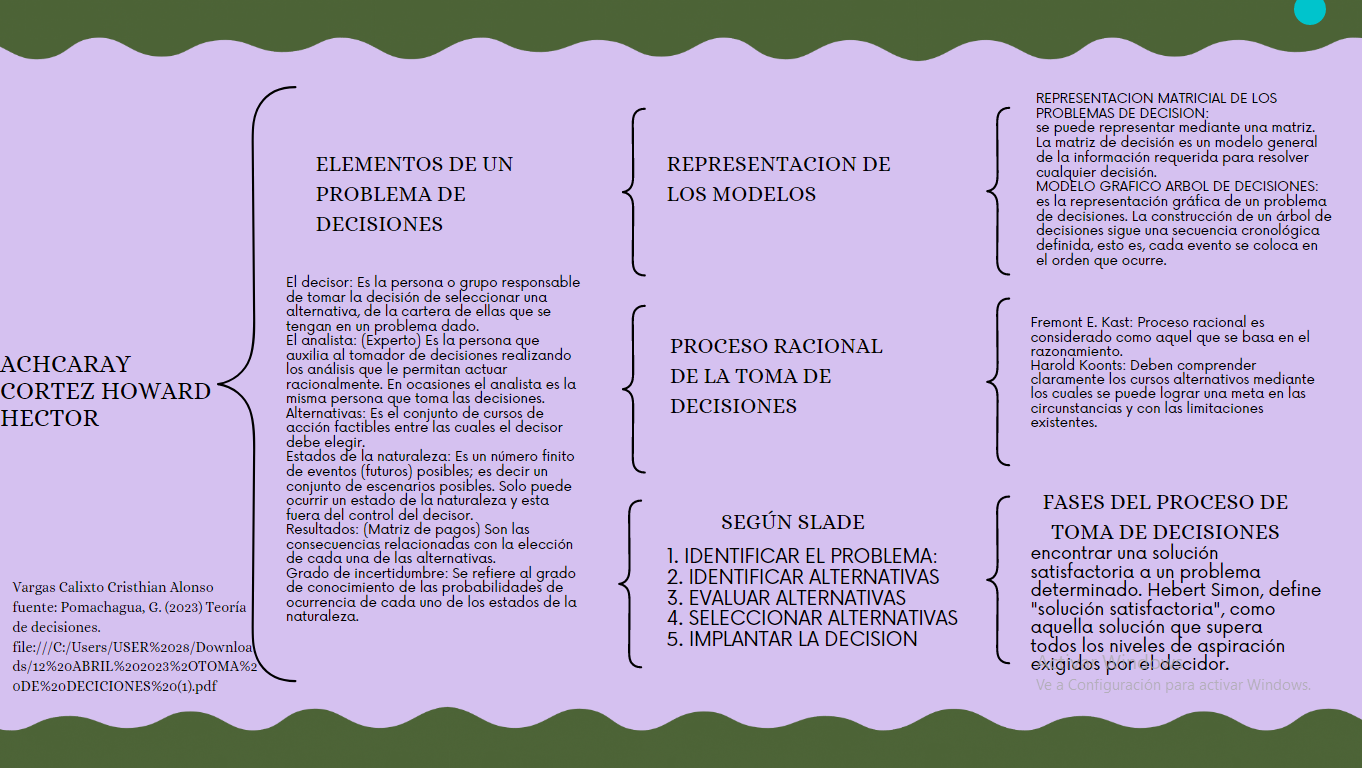 ACHCARAY
CORTEZ HOWARD
HECTOR
Vargas Calixto Cristhian Alonso
fuente: Pomachagua, G. (2023) Teoría
de decisiones.
file:///C:/Users/USER%2028/Downloa
ds/12%20ABRIL%202023%20TOMA%2
0DE%20DECICIONES%20(1).pdf
ELEMENTOS DE UN
PROBLEMA DE
DECISIONES
El decisor: Es la persona o grupo responsable
de tomar la decisión de seleccionar una
alternativa, de la cartera de ellas que se
tengan en un problema dado.
El analista: (Experto) Es la persona que
auxilia al tomador de decisiones realizando
los análisis que le permitan actuar
racionalmente. En ocasiones el analista es la
misma persona que toma las decisiones.
Alternativas: Es el conjunto de cursos de
acción factibles entre las cuales el decisor
debe elegir.
Estados de la naturaleza: Es un número finito
de eventos (futuros) posibles; es decir un
conjunto de escenarios posibles. Solo puede
ocurrir un estado de la naturaleza y esta
fuera del control del decisor.
Resultados: (Matriz de pagos) Son las
consecuencias relacionadas con la elección
de cada una de las alternativas.
Grado de incertidumbre: Se refiere al grado
de conocimiento de las probabilidades de
ocurrencia de cada uno de los estados de la
naturaleza.
REPRESENTACION DE
LOS MODELOS
REPRESENTACION MATRICIAL DE LOS
PROBLEMAS DE DECISION:
se puede representar mediante una matriz.
La matriz de decisión es un modelo general
de la información requerida para resolver
cualquier decisión.
MODELO GRAFICO ARBOL DE DECISIONES:
es la representación gráfica de un problema
de decisiones. La construcción de un árbol de
decisiones sigue una secuencia cronológica
definida, esto es, cada evento se coloca en
el orden que ocurre.
PROCESO RACIONAL
DE LA TOMA DE
DECISIONES
Fremont E. Kast: Proceso racional es
considerado como aquel que se basa en el
razonamiento.
Harold Koonts: Deben comprender
claramente los cursos alternativos mediante
los cuales se puede lograr una meta en las
circunstancias y con las limitaciones
existentes.
SEGÚN SLADE
1. IDENTIFICAR EL PROBLEMA:
2. IDENTIFICAR ALTERNATIVAS
3. EVALUAR ALTERNATIVAS
4. SELECCIONAR ALTERNATIVAS
5. IMPLANTAR LA DECISION
FASES DEL PROCESO DE
TOMA DE DECISIONES
encontrar una solución
satisfactoria a un problema
determinado. Hebert Simon, define
"solución satisfactoria", como
aquella solución que supera
todos los niveles de aspiración
exigidos por el decidor.
Activar Windows
Ve a Configuración para activar Windows.